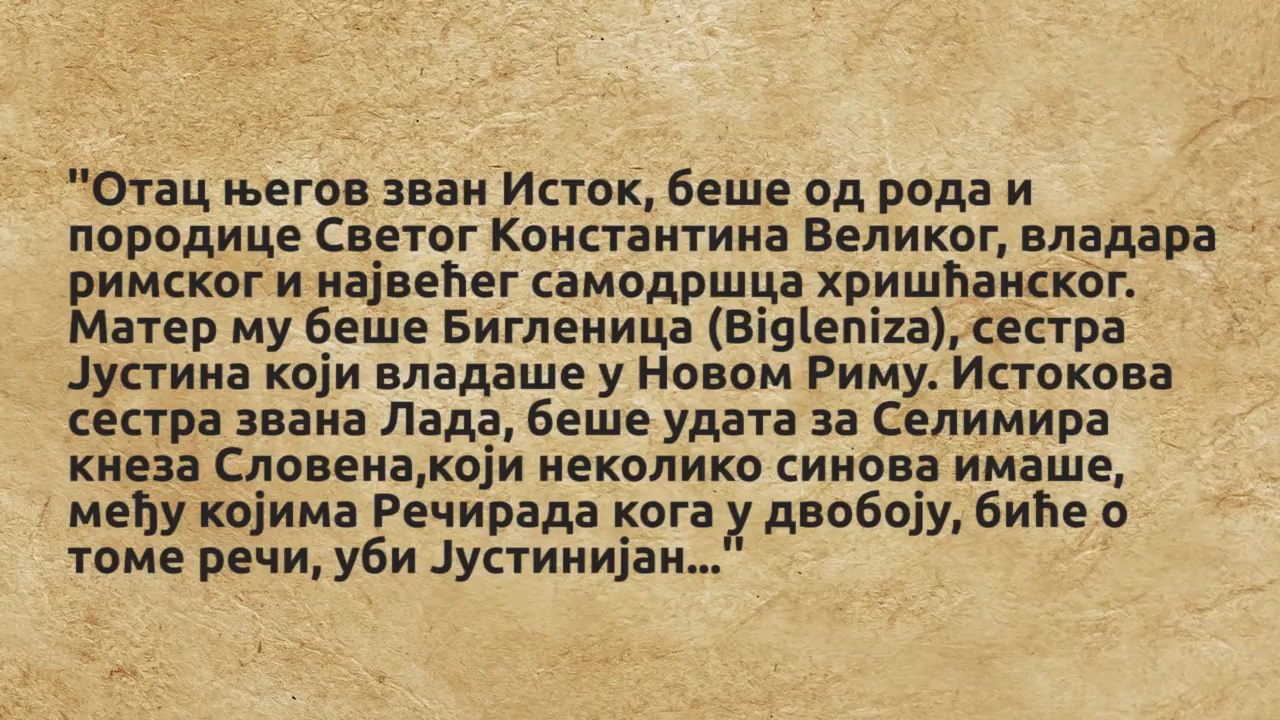 "Отац његов зван Исток, беше од рода и
породице Светог Константина Великог, владара
римског и највећег самодршца хришћанског.
Матер му беше Бигленица (Bigleniza), сестра
Јустина који владаше у Новом Риму. Истокова
сестра звана Лада, беше удата за Селимира
кнеза Словена,који неколико синова имаше,
међу којима Речирада кога у двобоју, биће о
томе речи, уби Јустинијан..."